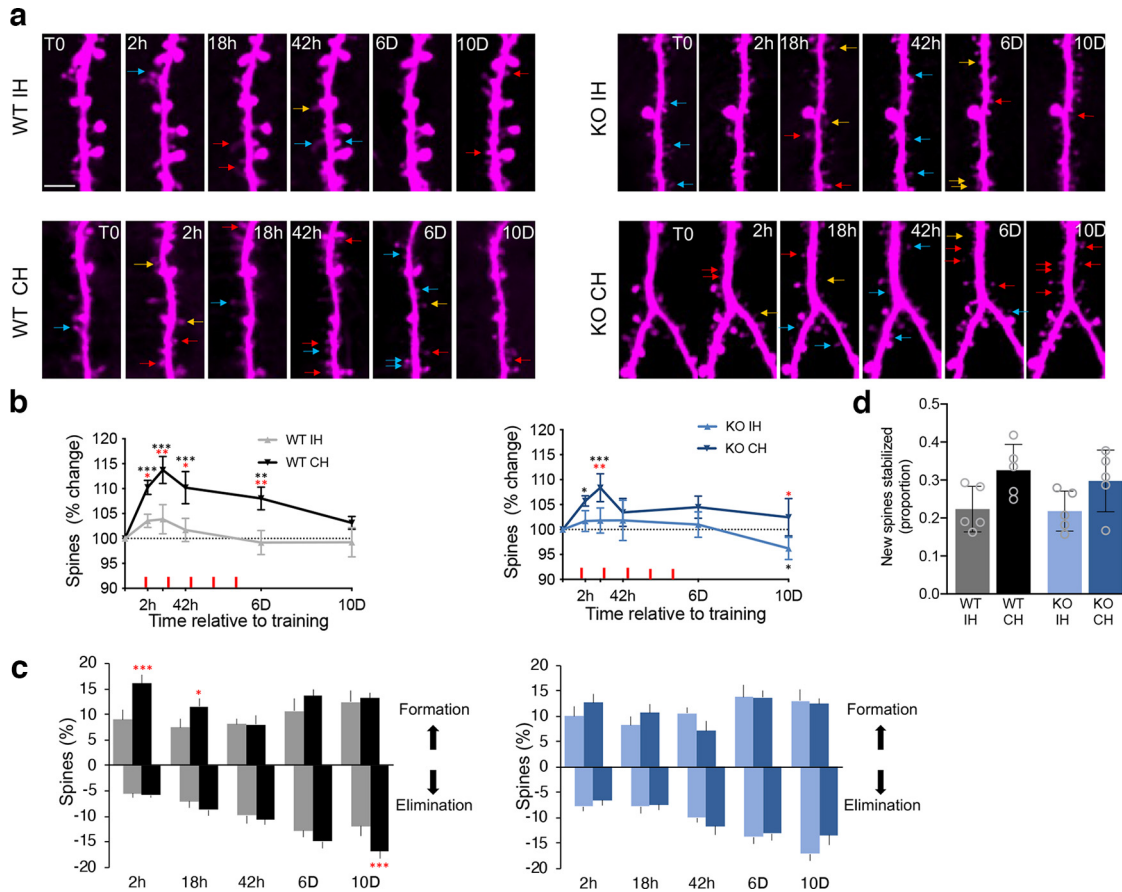 a
WT IH
T0 2h 18h 42h 6D 10D
KO IH
T0 2h 18h 42h 6D 10D
WT CH
T0 2h 18h 42h 6D 10D
KO CH
T0 2h 18h 42h 6D 10D
b
Spines (% change)
120
115
110
105
100
95
90
WT IH
WT CH
***
*
***
**
***
*
**
**
2h 42h 6D 10D
Time relative to training
Spines (% change)
120
115
110
105
100
95
90
KO IH
KO CH
*
***
**
*
*
2h 42h 6D 10D
Time relative to training
d
New spines stabilized
(proportion)
0.5
0.4
0.3
0.2
0.1
0.0
WT IH
WT CH
KO IH
KO CH
c
Spines (%)
20
15
10
5
0
-5
-10
-15
-20
***
*
***
Formation
Elimination
2h 18h 42h 6D 10D
Spines (%)
20
15
10
5
0
-5
-10
-15
-20
Formation
Elimination
2h 18h 42h 6D 10D